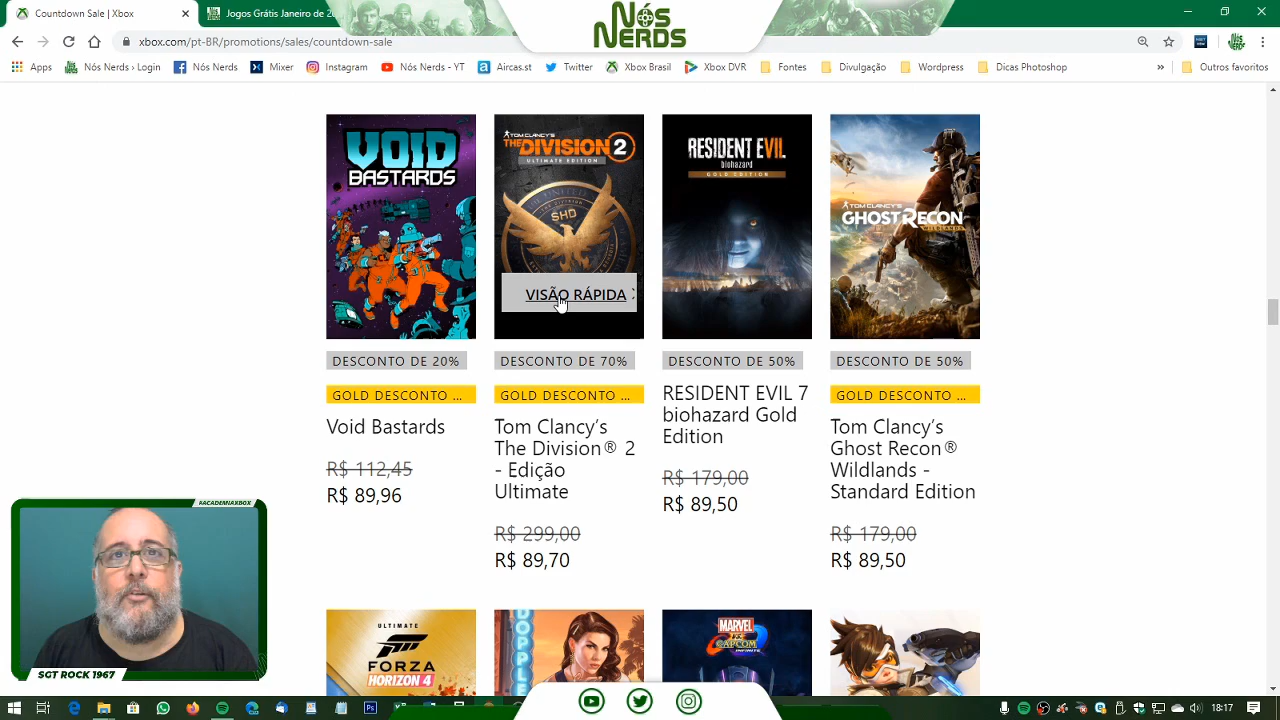 Countdown Sale | Xbox
Jogos Grátis Janeiro de 20
NÓS NERDS
xbox.com/pt-BR/promotions/sales/countdown-sale
Apps
Nós Nerds › Login
Nós Nerds
Mixer
Instagram
Nós Nerds - YT
Aircas.st
Twitter
Xbox Brasil
Xbox DVR
Fontes
Divulgação
Wordpress
Dicas Photoshop
»
Outros favoritos
VOID
BASTARDS
TOM CLANCY'S
THE DIVISION 2
ULTIMATE EDITION
SHD
VISÃO RÁPIDA
RESIDENT EVIL
biohazard
GOLD EDITION
TOM CLANCY'S
GHOST RECON
WILDLANDS
DESCONTO DE 20%
DESCONTO DE 70%
DESCONTO DE 50%
DESCONTO DE 50%
GOLD DESCONTO ...
GOLD DESCONTO ...
GOLD DESCONTO ...
Void Bastards
R$ 112,45
R$ 89,96
Tom Clancy's
The Division® 2
- Edição
Ultimate
R$ 299,00
R$ 89,70
RESIDENT EVIL 7
biohazard Gold
Edition
R$ 179,00
R$ 89,50
Tom Clancy's
Ghost Recon®
Wildlands -
Standard Edition
R$ 179,00
R$ 89,50
#ACADEMIAXBOX
SGT ROCK 1967
ULTIMATE
FORZA
HORIZON 4
DOPPLE
MARVEL
VS CAPCOM
INFINITE
18:17